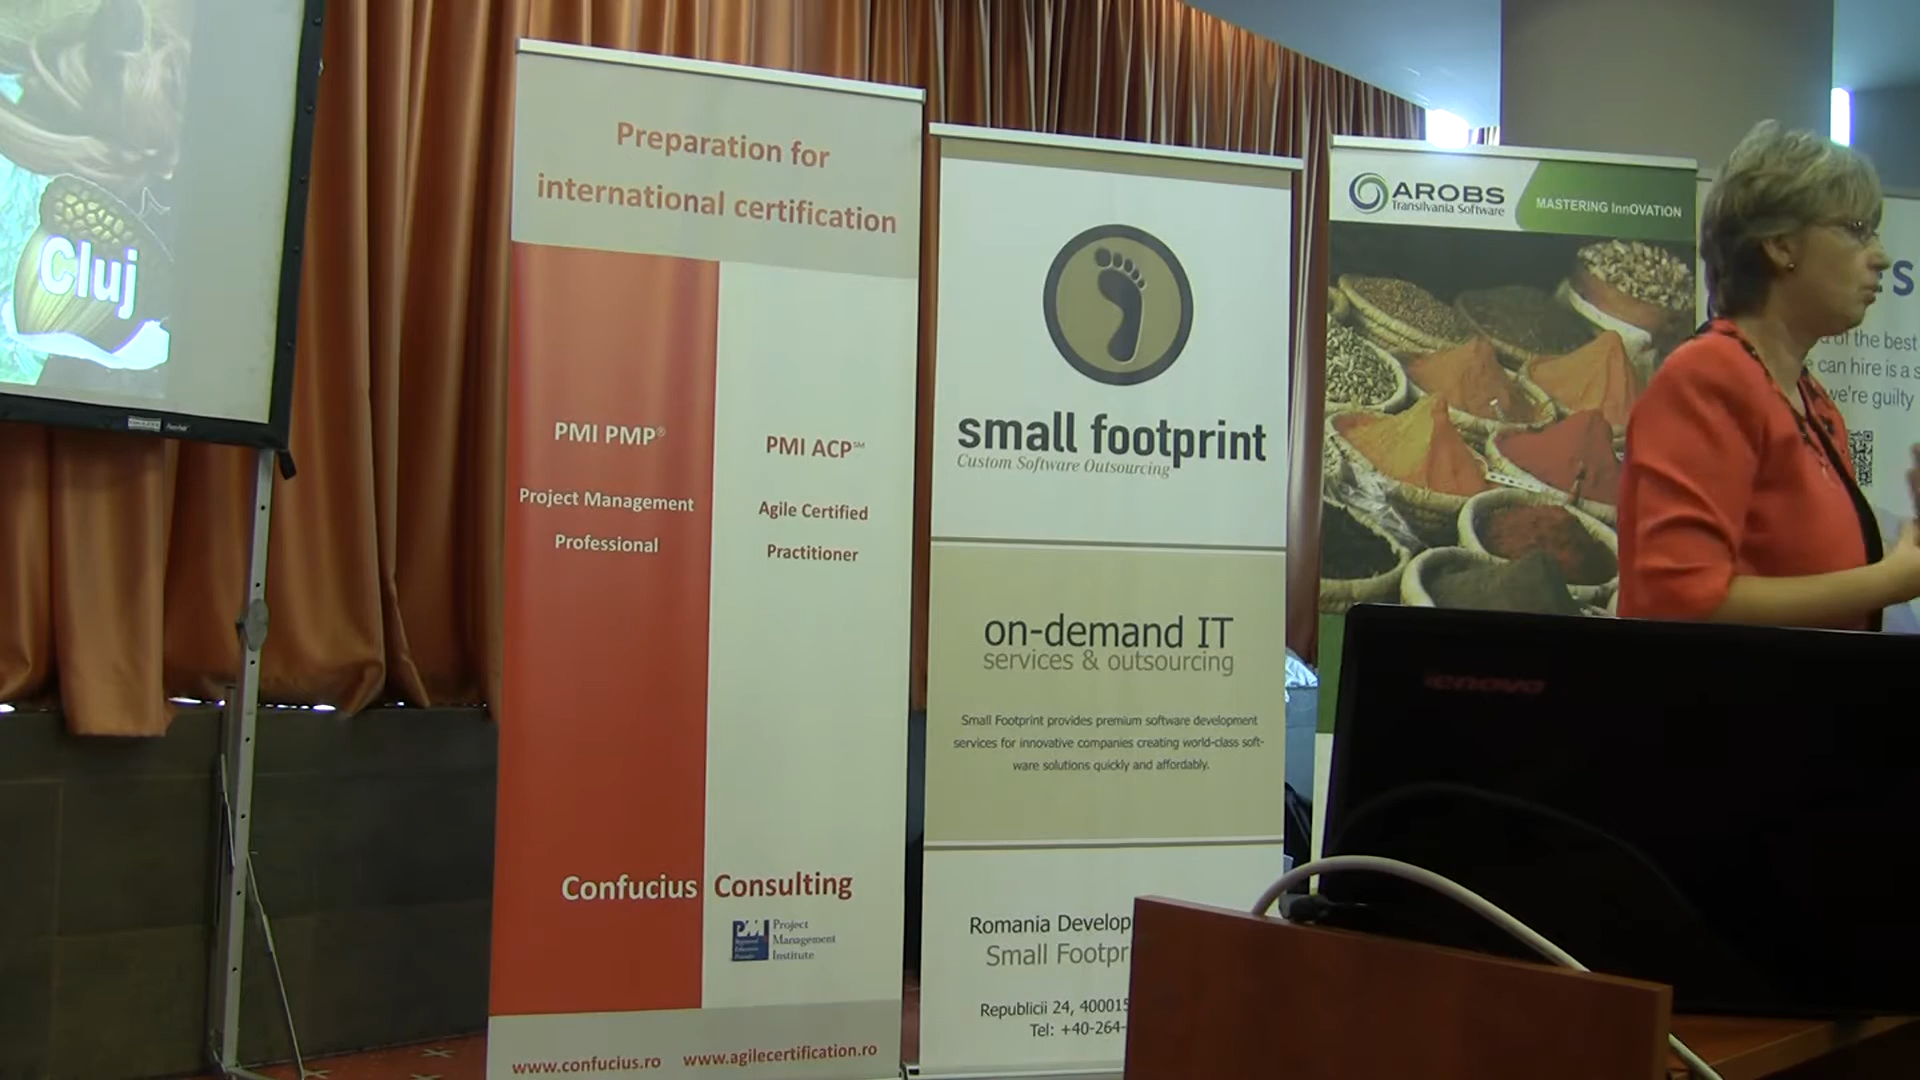 Cluj
Preparation for
international certification
PMI PMP®
Project Management
Professional
PMI ACP℠
Agile Certified
Practitioner
Confucius Consulting
PMI
Project
Management
Institute
www.confucius.ro www.agilecertification.ro
small footprint
Custom Software Outsourcing
on-demand IT
services & outsourcing
Small Footprint provides premium software development
services for innovative companies creating world-class soft-
ware solutions quickly and affordably.
Romania Develop
Small Footpr
Republicii 24, 400015
Tel: +40-264-
AROBS
Transilvania Software
MASTERING InnOVATION
of the best
can hire is a s
we're guilty
lenovo